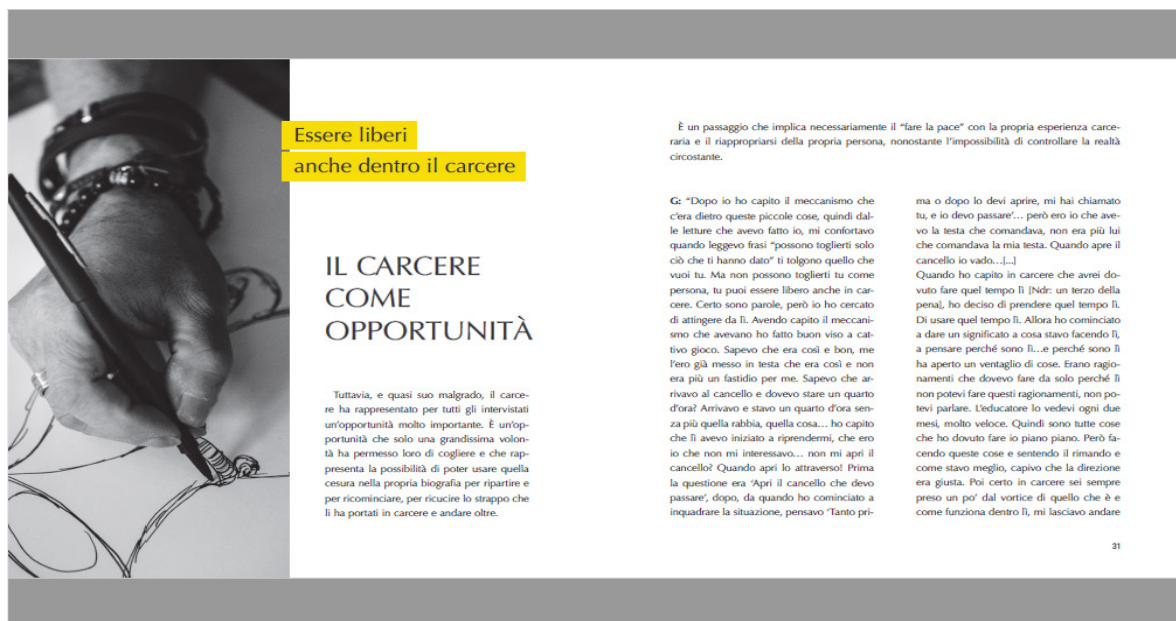 Essere liberi
anche dentro il carcere
IL CARCERE
COME
OPPORTUNITÀ
Tuttavia, e quasi suo malgrado, il carce-
re ha rappresentato per tutti gli intervistati
un'opportunità molto importante. È un'op-
portunità che solo una grandissima volon-
tà ha permesso loro di cogliere e che rap-
presenta la possibilità di poter usare quella
cesura nella propria biografia per ripartire e
per ricominciare, per ricucire lo strappo che
li ha portati in carcere e andare oltre.
È un passaggio che implica necessariamente il “fare la pace” con la propria esperienza carce-
raria e il riappropriarsi della propria persona, nonostante l'impossibilità di controllare la realtà
circostante.
G: “Dopo io ho capito il meccanismo che
c'era dietro queste piccole cose, quindi dal-
le letture che avevo fatto io, mi confortavo
quando leggevo frasi “possono toglierti solo
ciò che ti hanno dato” ti tolgono quello che
vuoi tu. Ma non possono toglierti tu come
persona, tu puoi essere libero anche in car-
cere. Certo sono parole, però io ho cercato
di attingere da lì. Avendo capito il meccani-
smo che avevano ho fatto buon viso a cat-
tivo gioco. Sapevo che era così e bon, me
l'ero già messo in testa che era così e non
era più un fastidio per me. Sapevo che ar-
rivavo al cancello e dovevo stare un quarto
d'ora? Arrivavo e stavo un quarto d'ora sen-
za più quella rabbia, quella cosa… ho capito
che lì avevo iniziato a riprendermi, che ero
io che non mi interessavo… non mi apri il
cancello? Quando apri lo attraverso! Prima
la questione era ‘Apri il cancello che devo
passare’, dopo, da quando ho cominciato a
inquadrare la situazione, pensavo ‘Tanto pri-
ma o dopo lo devi aprire, mi hai chiamato
tu, e io devo passare’… però ero io che ave-
vo la testa che comandava, non era più lui
che comandava la mia testa. Quando apre il
cancello io vado…[...]
Quando ho capito in carcere che avrei do-
vuto fare quel tempo lì [Ndr: un terzo della
pena], ho deciso di prendere quel tempo lì.
Di usare quel tempo lì. Allora ho cominciato
a dare un significato a cosa stavo facendo lì,
a pensare perché sono lì…e perché sono lì
ha aperto un ventaglio di cose. Erano ragio-
namenti che dovevo fare da solo perché lì
non potevi fare questi ragionamenti, non po-
tevi parlare. L'educatore lo vedevi ogni due
mesi, molto veloce. Quindi sono tutte cose
che ho dovuto fare io piano piano. Però fa-
cendo queste cose e sentendo il rimando e
come stavo meglio, capivo che la direzione
era giusta. Poi certo in carcere sei sempre
preso un po' dal vortice di quello che è e
come funziona dentro lì, mi lasciavo andare
31